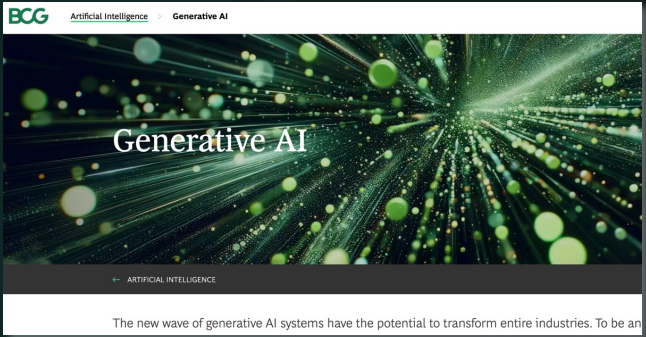 BCG Artificial Intelligence > Generative AI
Generative AI
← ARTIFICIAL INTELLIGENCE
The new wave of generative AI systems have the potential to transform entire industries. To be an